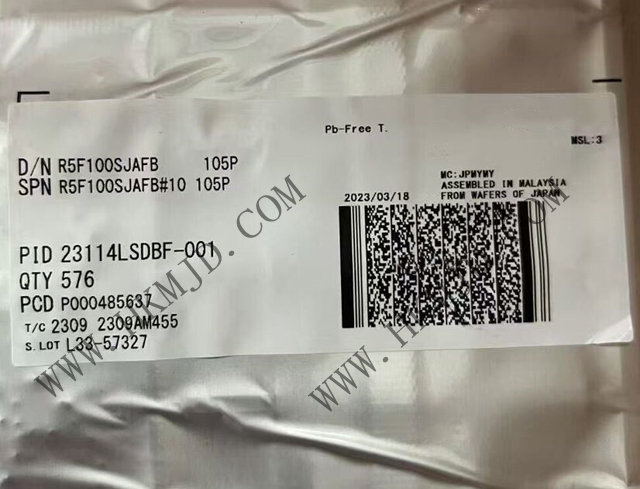 Pb-Free T.
MSL:3
D/N R5F100SJAFB 105P
SPN R5F100SJAFB#10 105P
MC:JPMYMY
ASSEMBLED IN MALAYSIA
FROM WAFERS OF JAPAN
2023/03/18
PID 23114LSDBF-001
QTY 576
PCD P000485637
T/C 2309 2309AM455
S. LOT L33-57327
WWW.HKMJD.COM